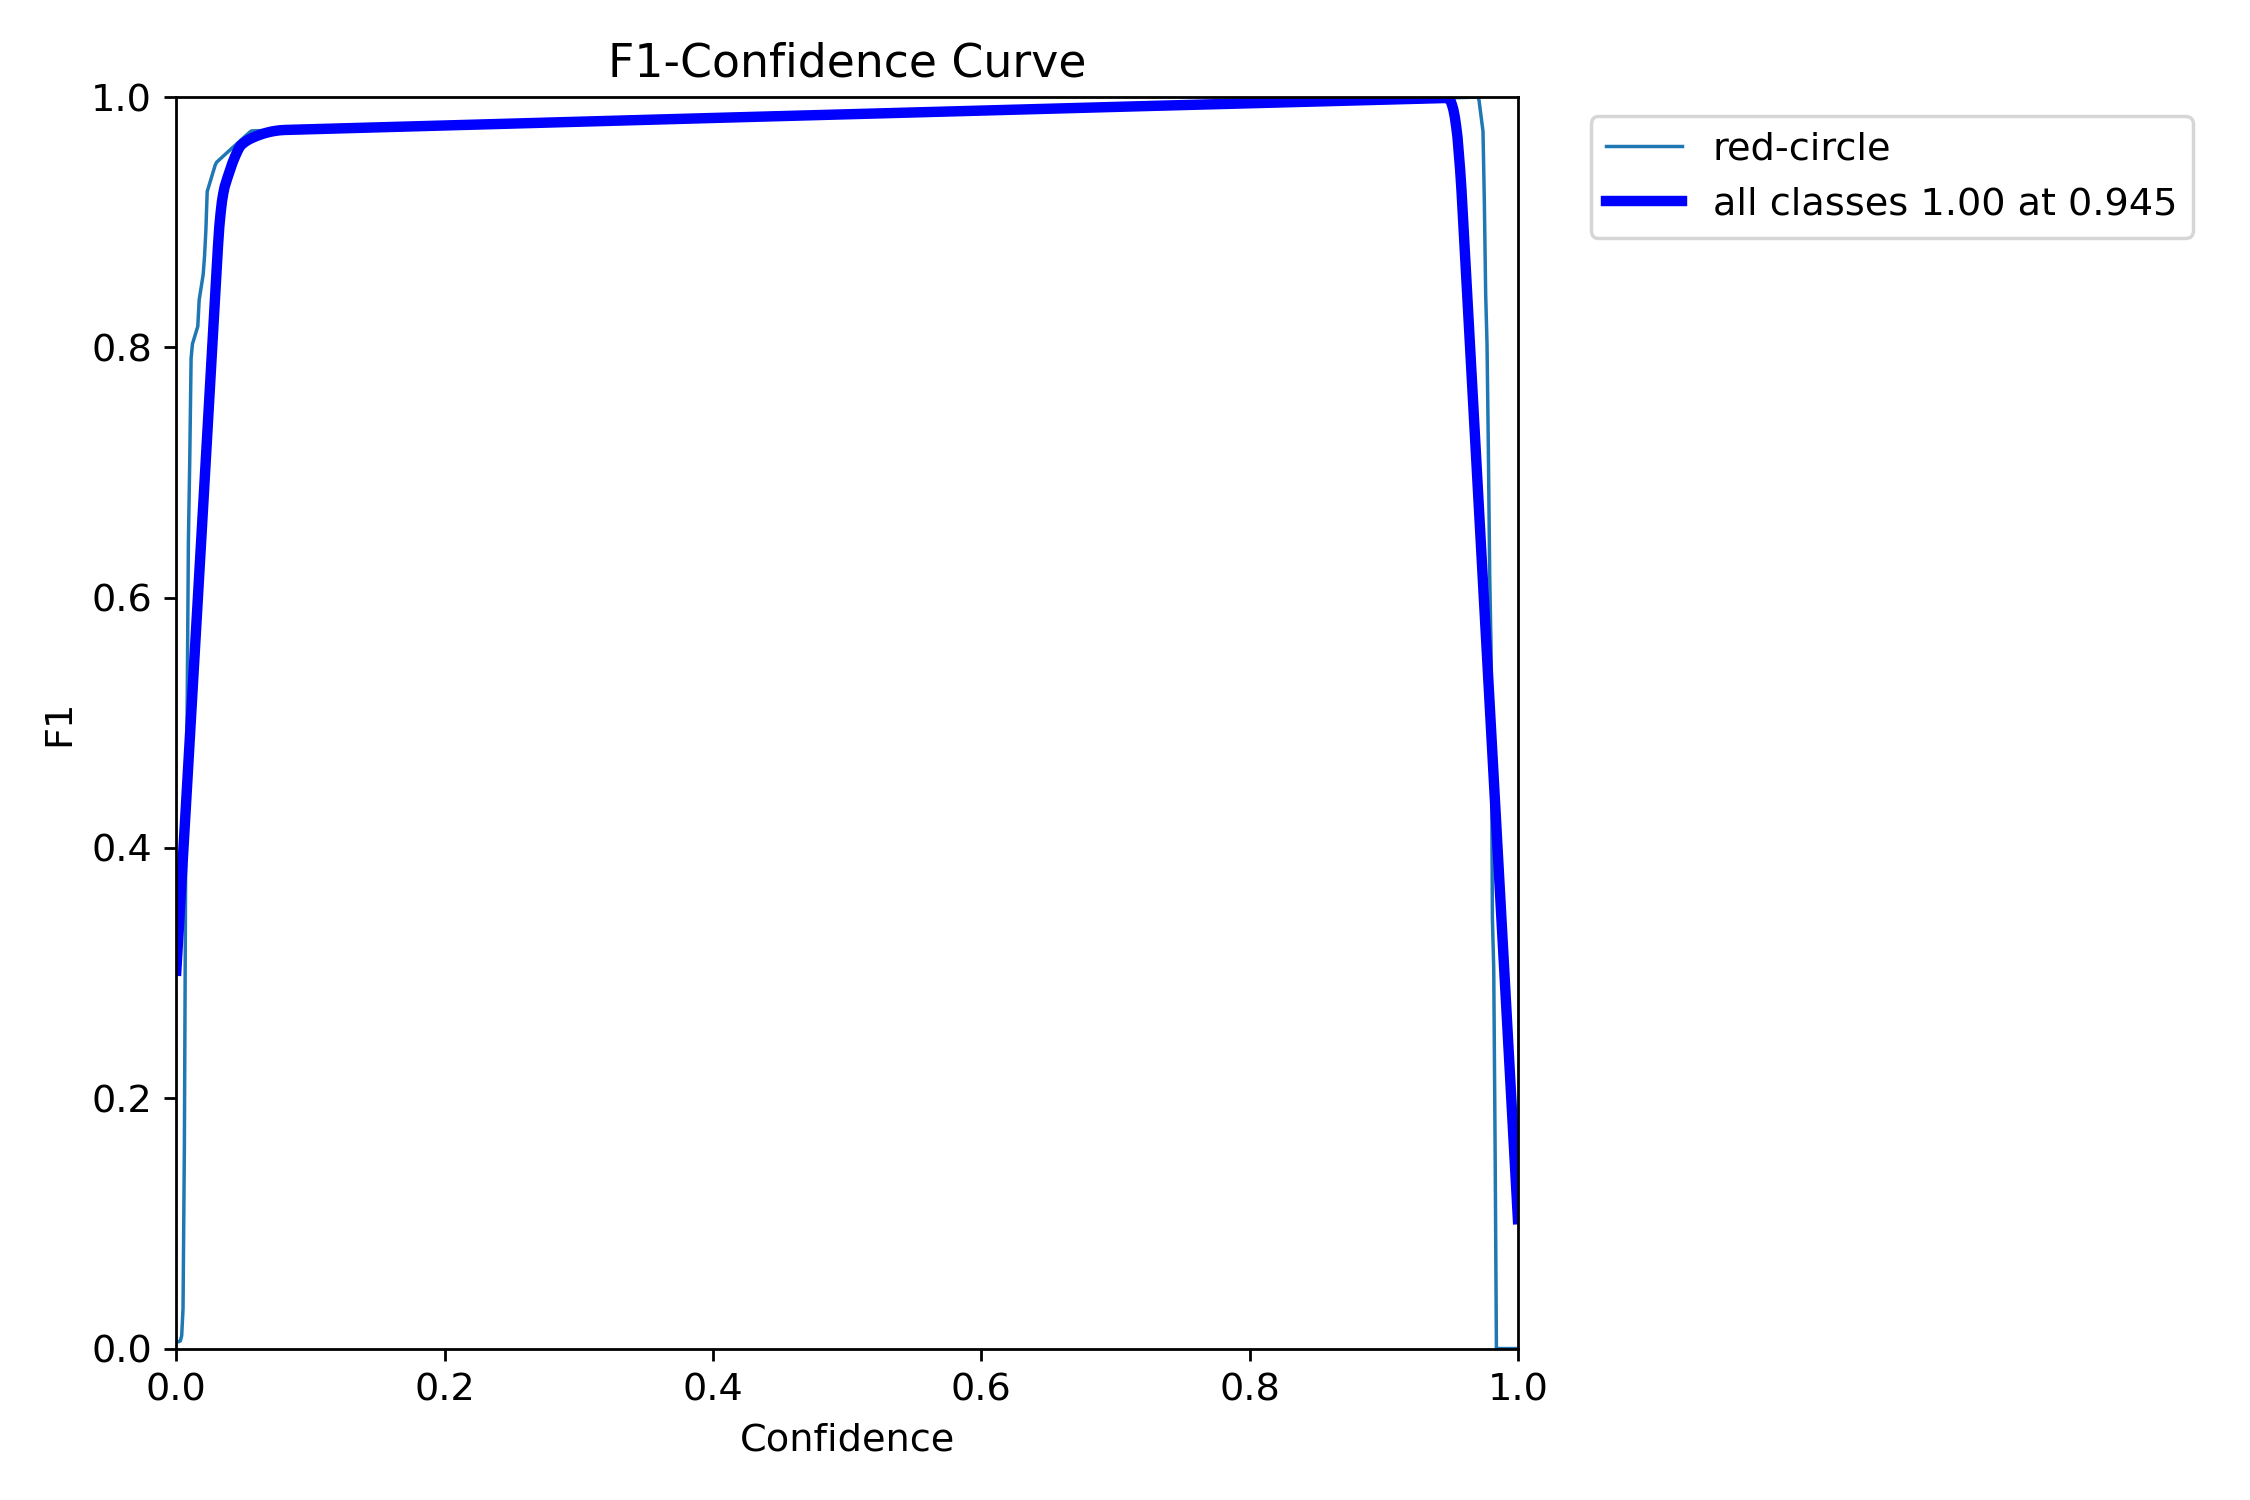 F1-Confidence Curve
1.0
0.8
0.6
0.4
0.2
0.0
F1
0.0 0.2 0.4 0.6 0.8 1.0
Confidence
red-circle
all classes 1.00 at 0.945